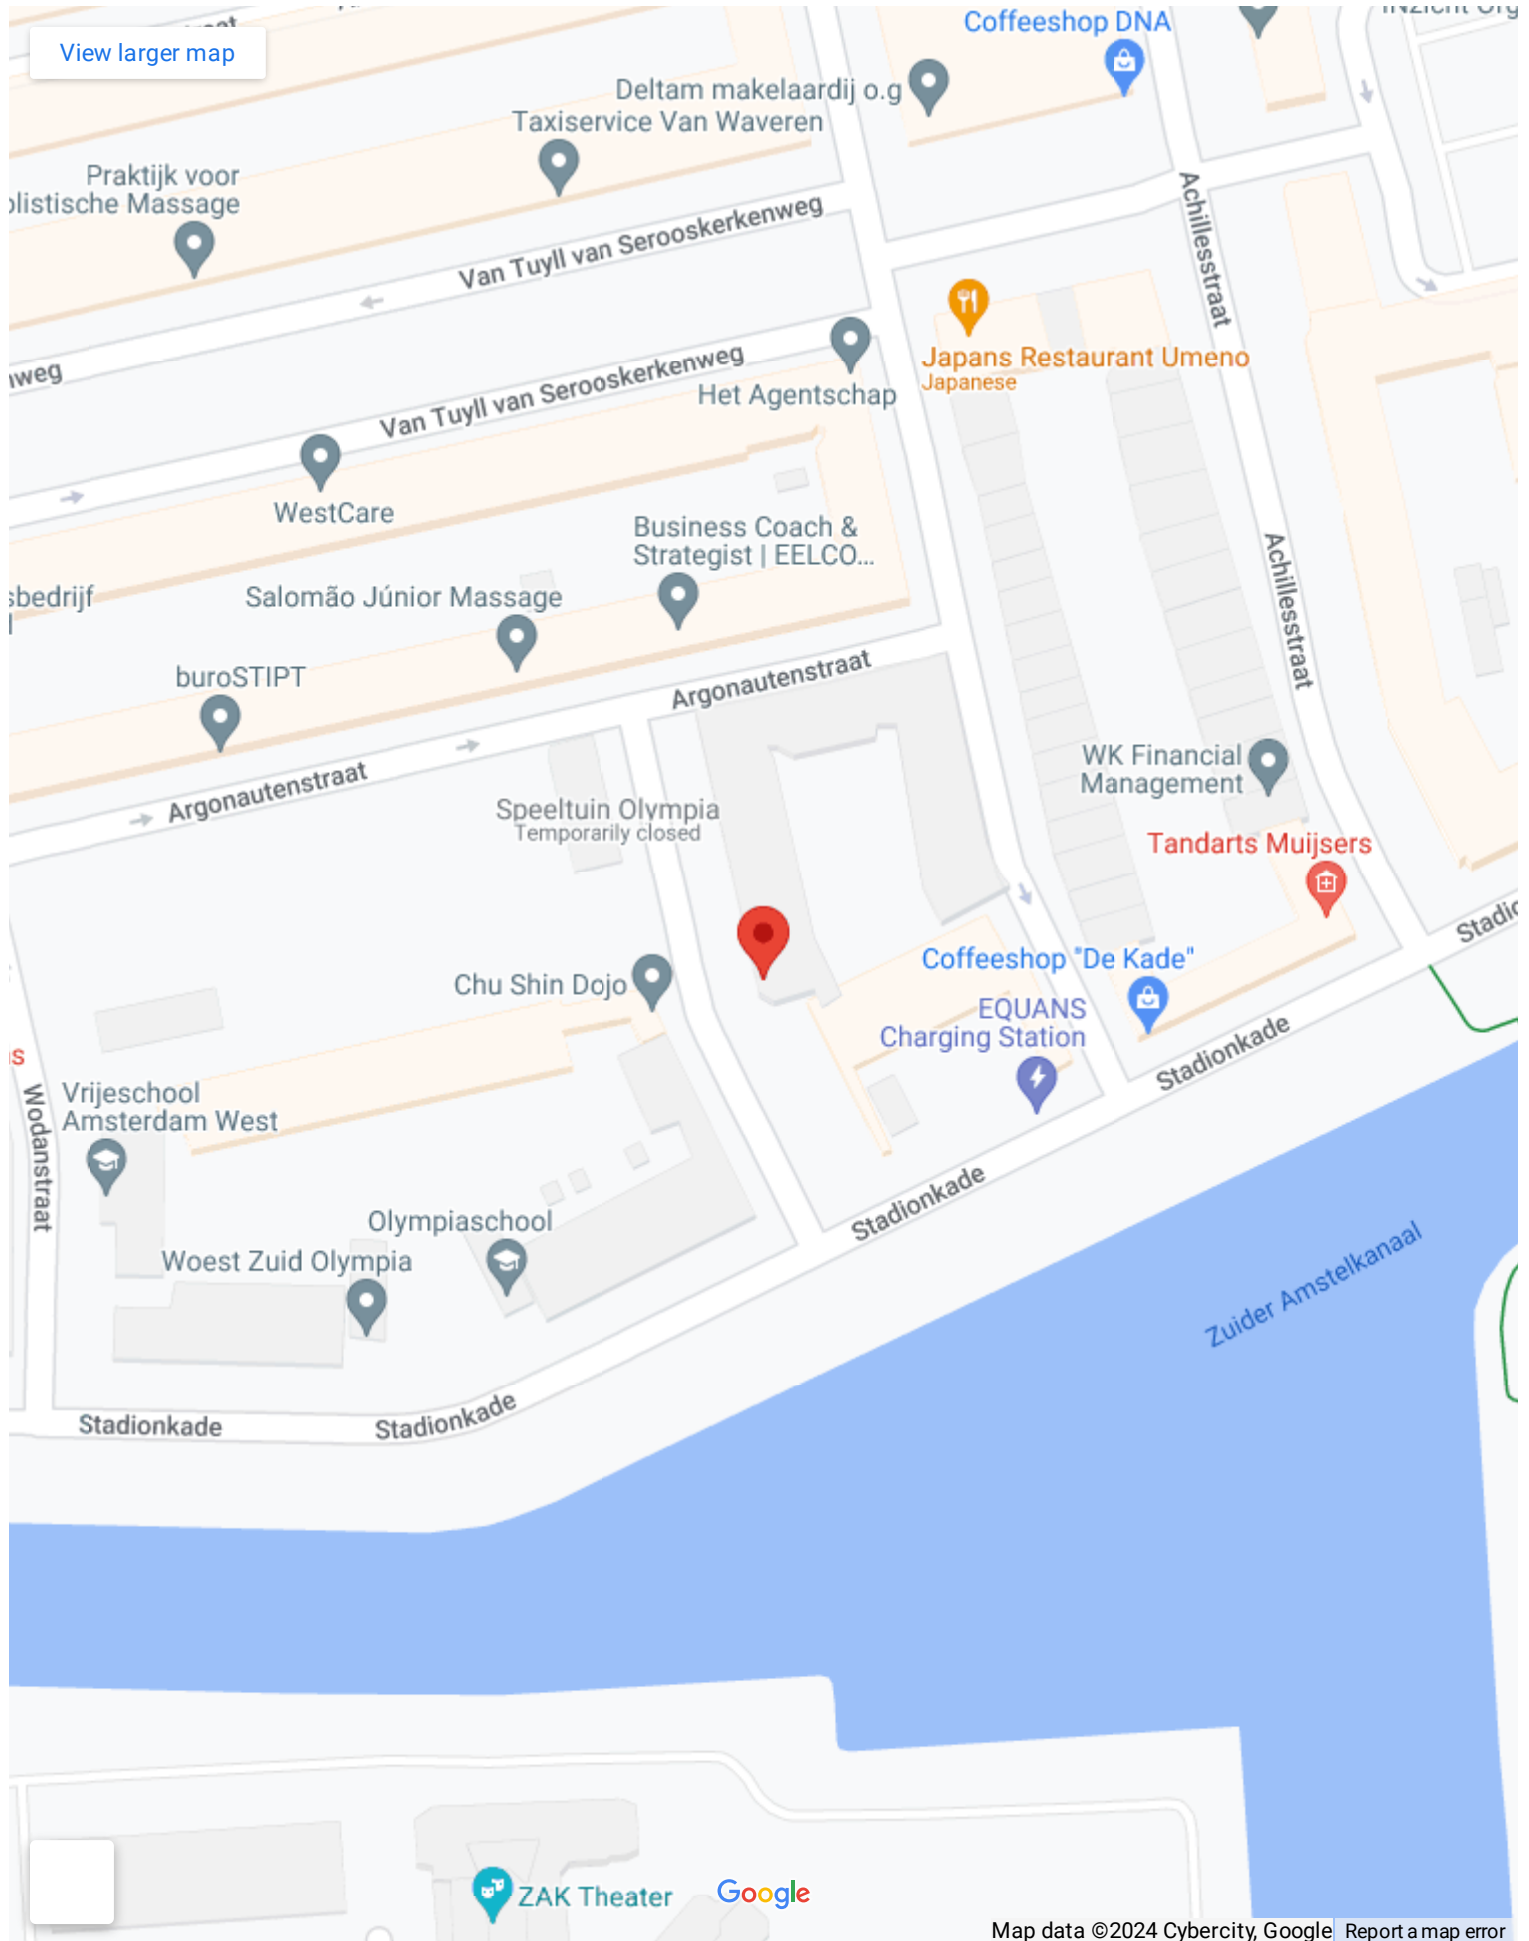 View larger map
Coffeeshop DNA
Deltam makelaardij o.g
Taxiservice Van Waveren
Praktijk voor
olistische Massage
Achillesstraat
Van Tuyll van Serooskerkenweg
Japans Restaurant Umeno
Japanese
Van Tuyll van Serooskerkenweg
Het Agentschap
WestCare
Business Coach &
Strategist | EELCO...
Achillesstraat
sbedrijf
Salomão Júnior Massage
buroSTIPT
Argonautenstraat
Argonautenstraat
WK Financial
Management
Speeltuin Olympia
Temporarily closed
Tandarts Muijsers
Stadio
Coffeeshop "De Kade"
Chu Shin Dojo
EQUANS
Charging Station
Stadionkade
Vrijeschool
Amsterdam West
Wodanstraat
Stadionkade
Olympiaschool
Woest Zuid Olympia
Zuider Amstelkanaal
Stadionkade
Stadionkade
ZAK Theater
Google
Map data ©2024 Cybercity, Google
Report a map error